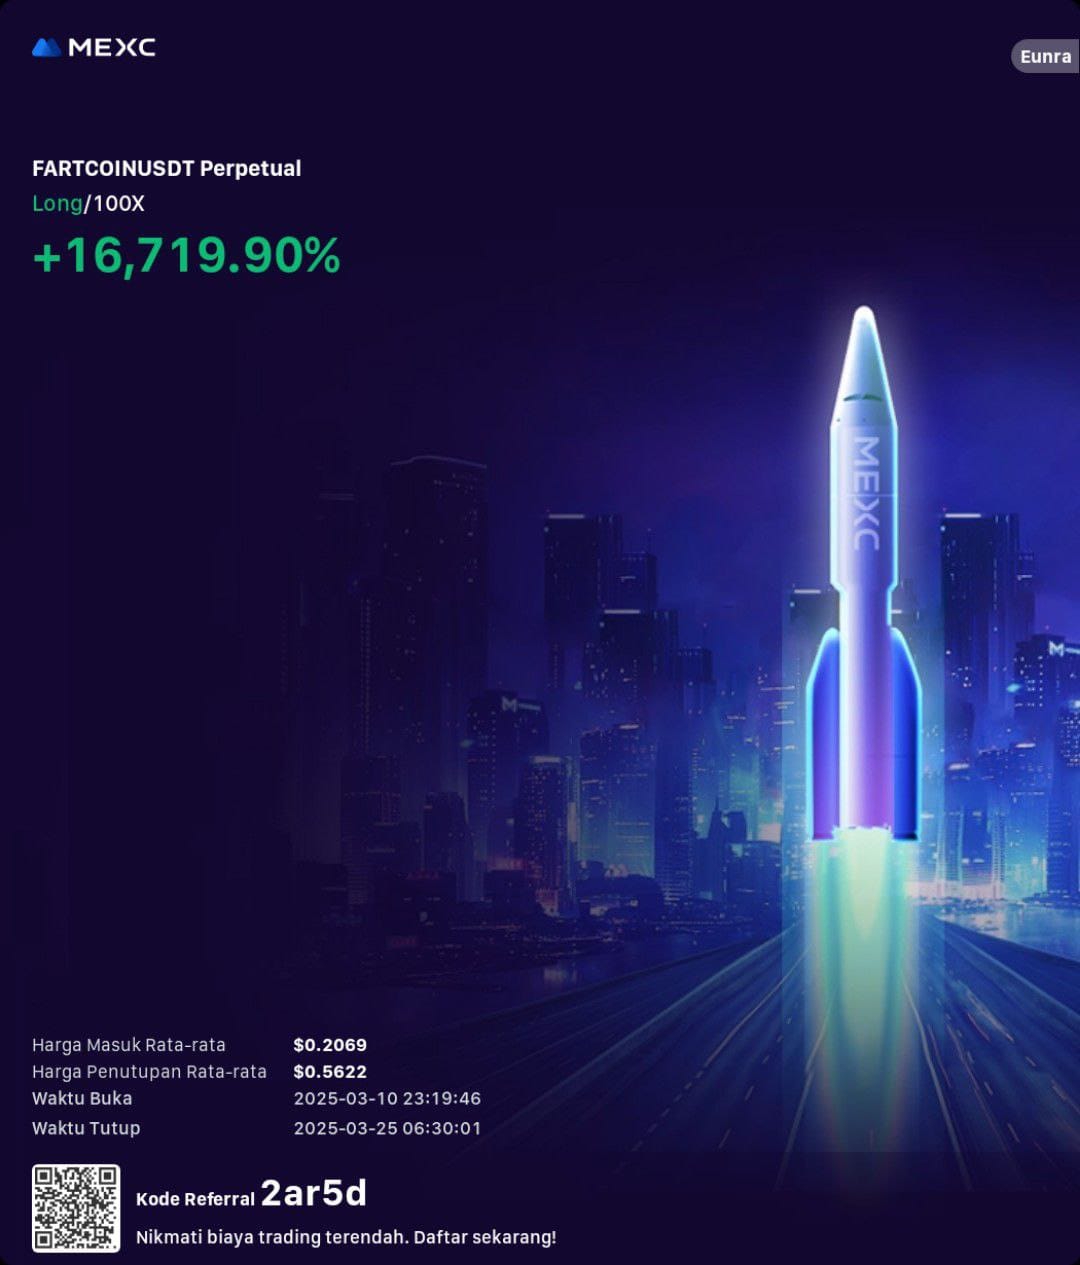 MEXC
Eunra
FARTCOINUSDT Perpetual
Long/100X
+16,719.90%
MEXC
Harga Masuk Rata-rata $0.2069
Harga Penutupan Rata-rata $0.5622
Waktu Buka 2025-03-10 23:19:46
Waktu Tutup 2025-03-25 06:30:01
Kode Referral 2ar5d
Nikmati biaya trading terendah. Daftar sekarang!